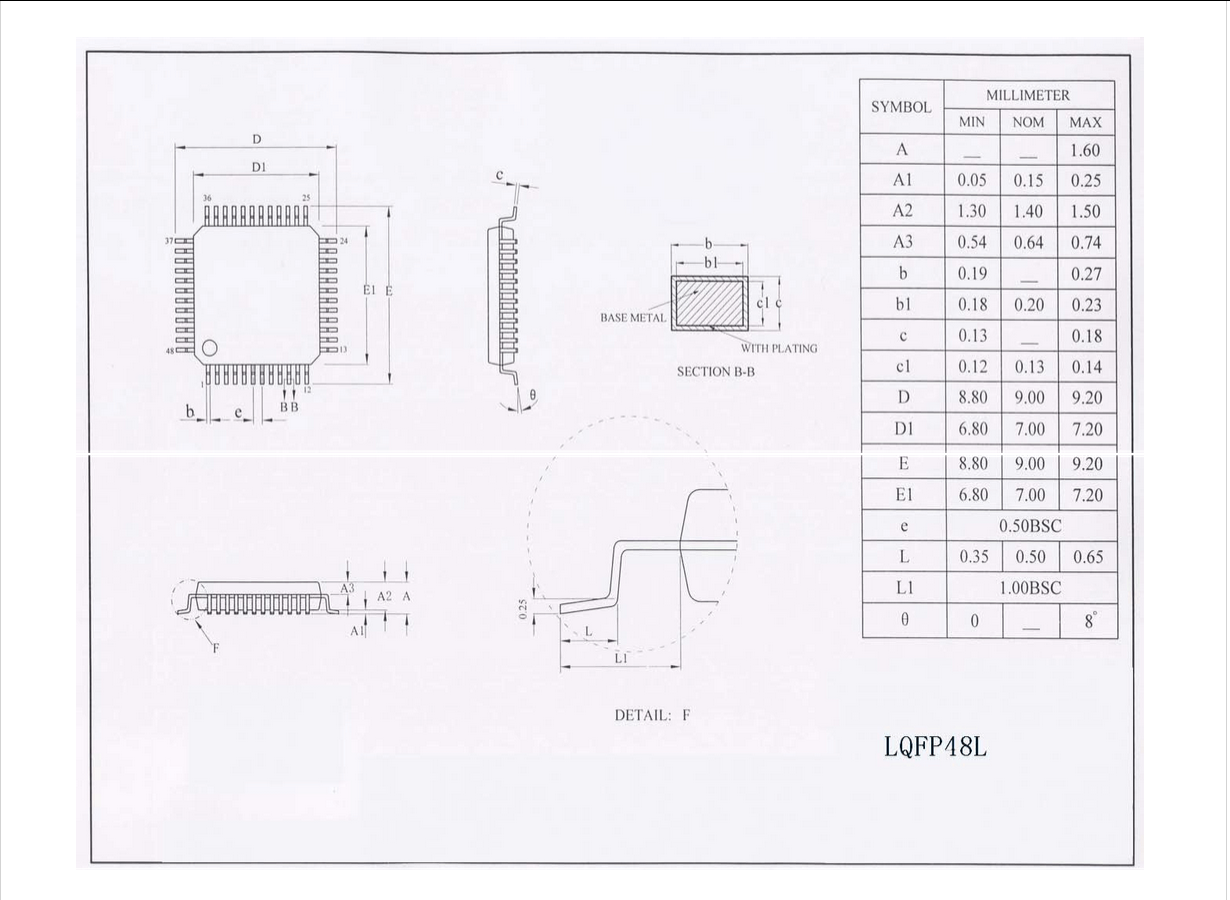 D
D1
36 25
37 24
E1 E
48 13
1 12
b e B B
c
θ
b
b1
c1 c
BASE METAL
WITH PLATING
SECTION B-B
A3 A2 A
A1
F
0.25
L
L1
DETAIL: F
SYMBOL MILLIMETER
MIN NOM MAX
A — — 1.60
A1 0.05 0.15 0.25
A2 1.30 1.40 1.50
A3 0.54 0.64 0.74
b 0.19 — 0.27
b1 0.18 0.20 0.23
c 0.13 — 0.18
c1 0.12 0.13 0.14
D 8.80 9.00 9.20
D1 6.80 7.00 7.20
E 8.80 9.00 9.20
E1 6.80 7.00 7.20
e 0.50BSC
L 0.35 0.50 0.65
L1 1.00BSC
θ 0 — 8°
LQFP48L